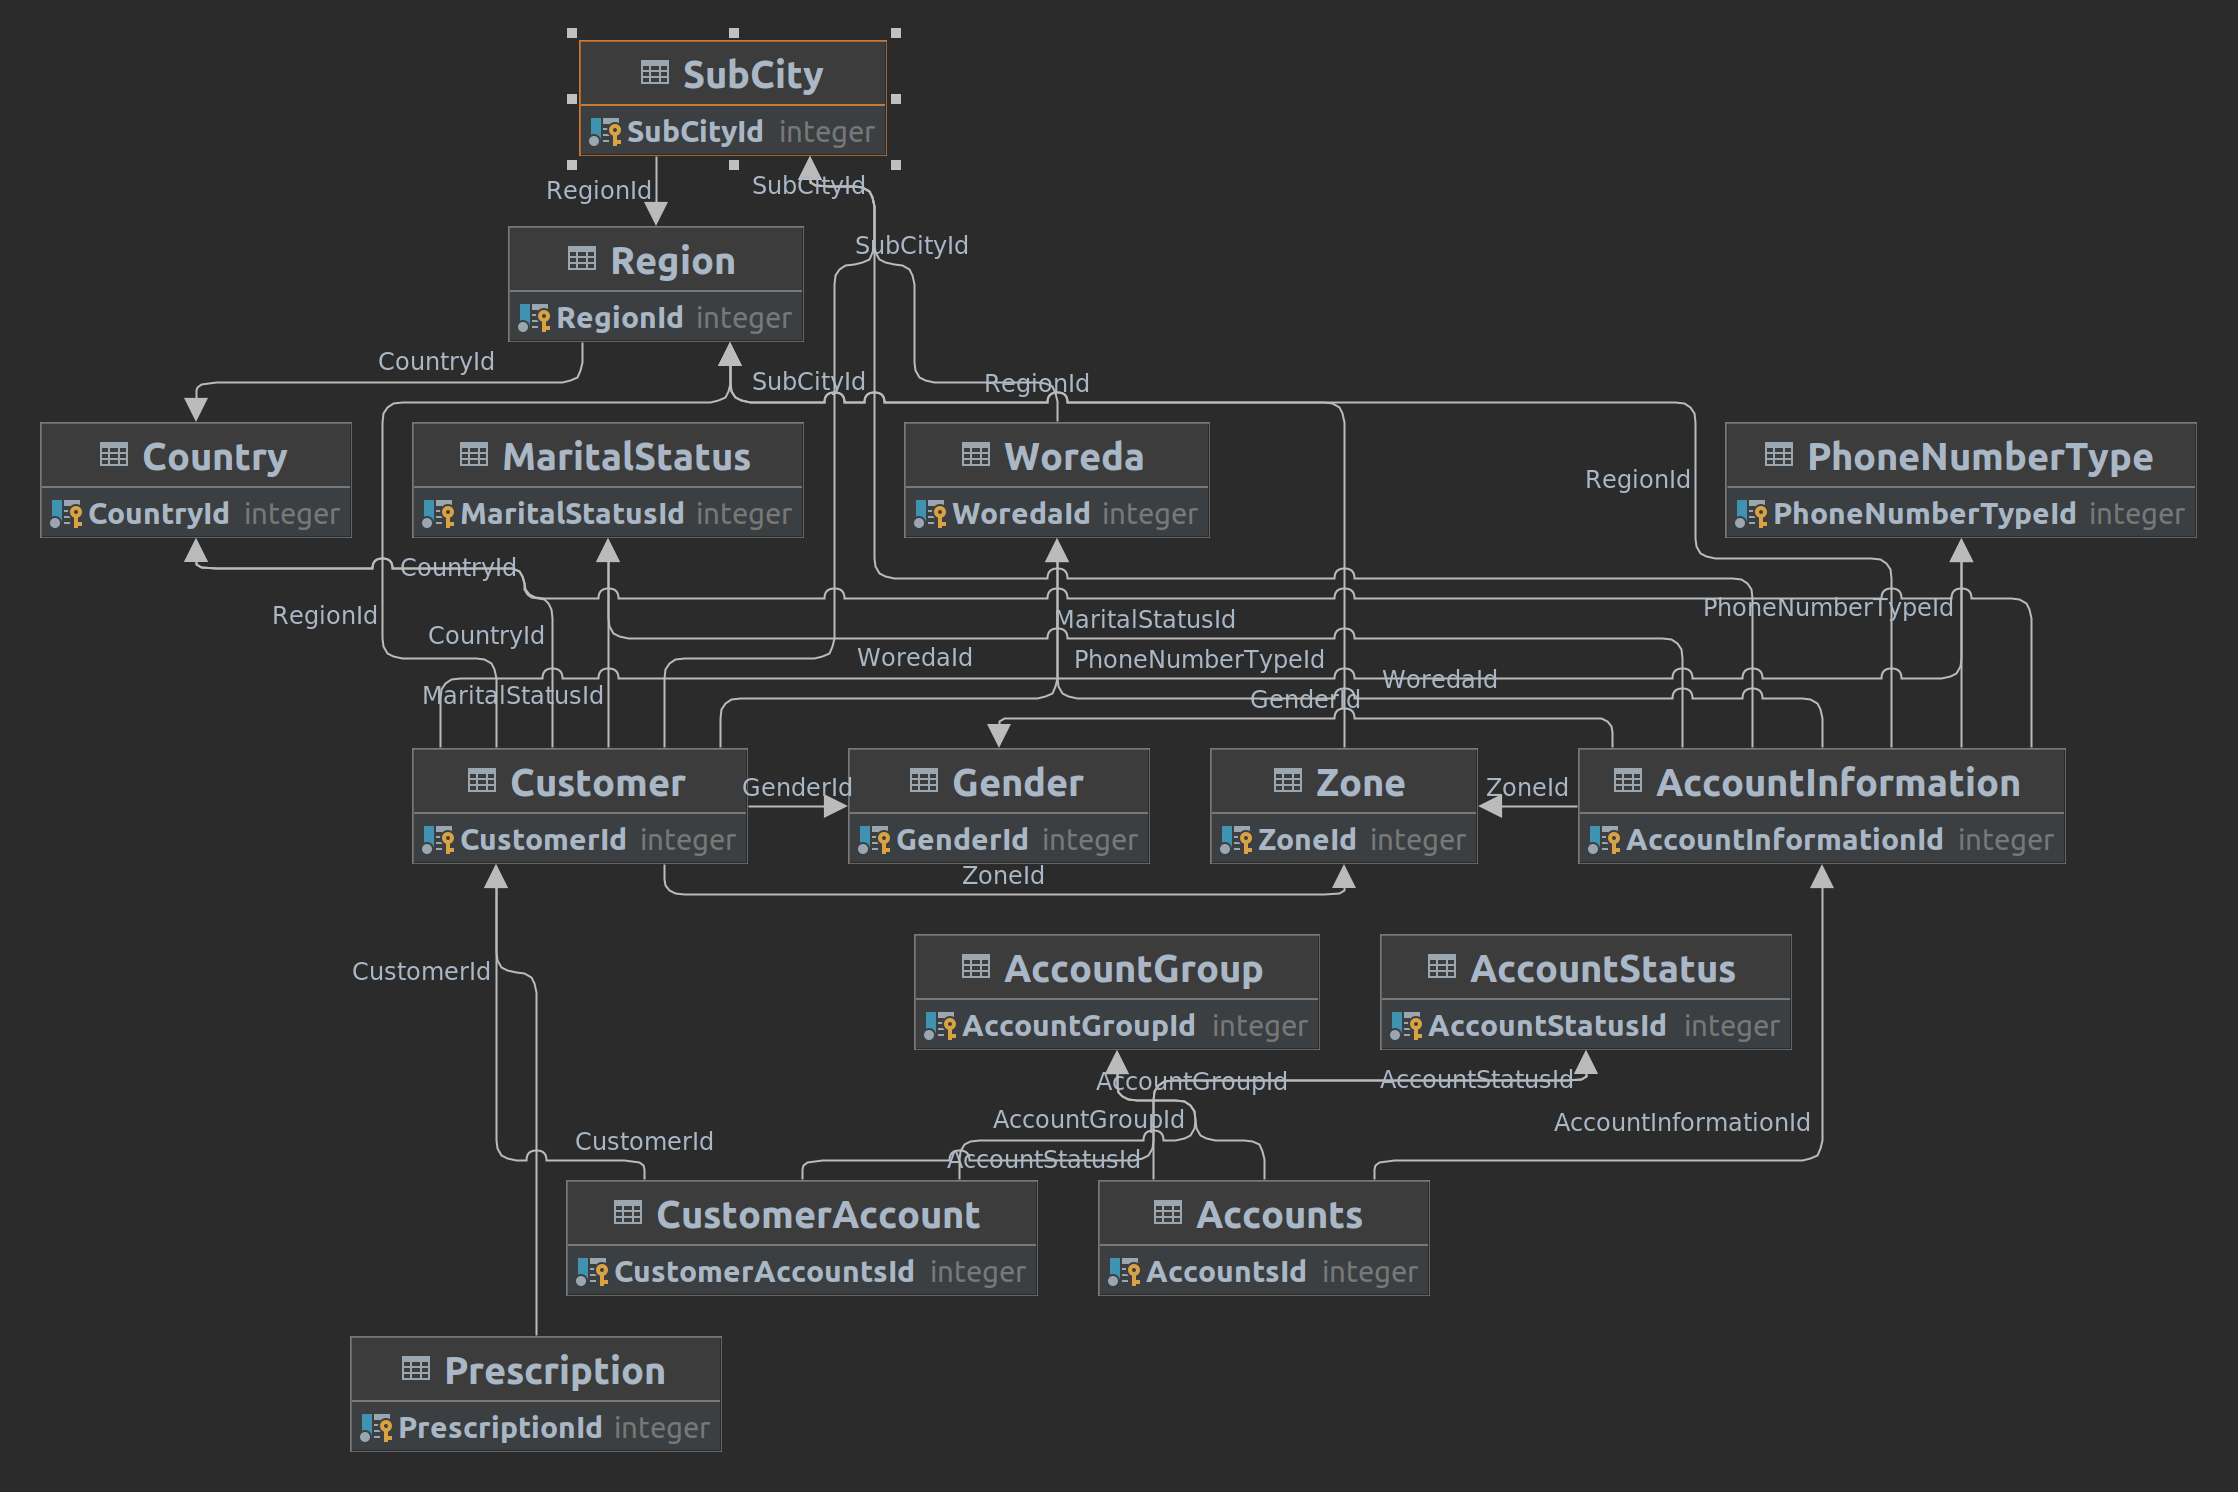 SubCity
SubCityId integer
RegionId
SubCityId
SubCityId
Region
RegionId integer
CountryId
SubCityId
RegionId
Country
CountryId integer
MaritalStatus
MaritalStatusId integer
Woreda
WoredaId integer
RegionId
PhoneNumberType
PhoneNumberTypeId integer
CountryId
RegionId
CountryId
MaritalStatusId
PhoneNumberTypeId
WoredaId
PhoneNumberTypeId
WoredaId
MaritalStatusId
GenderId
Customer
CustomerId integer
GenderId
Gender
GenderId integer
Zone
ZoneId integer
ZoneId
AccountInformation
AccountInformationId integer
ZoneId
CustomerId
AccountGroup
AccountGroupId integer
AccountStatus
AccountStatusId integer
AccountGroupId
AccountStatusId
AccountGroupId
AccountInformationId
CustomerId
AccountStatusId
CustomerAccount
CustomerAccountsId integer
Accounts
AccountsId integer
Prescription
PrescriptionId integer